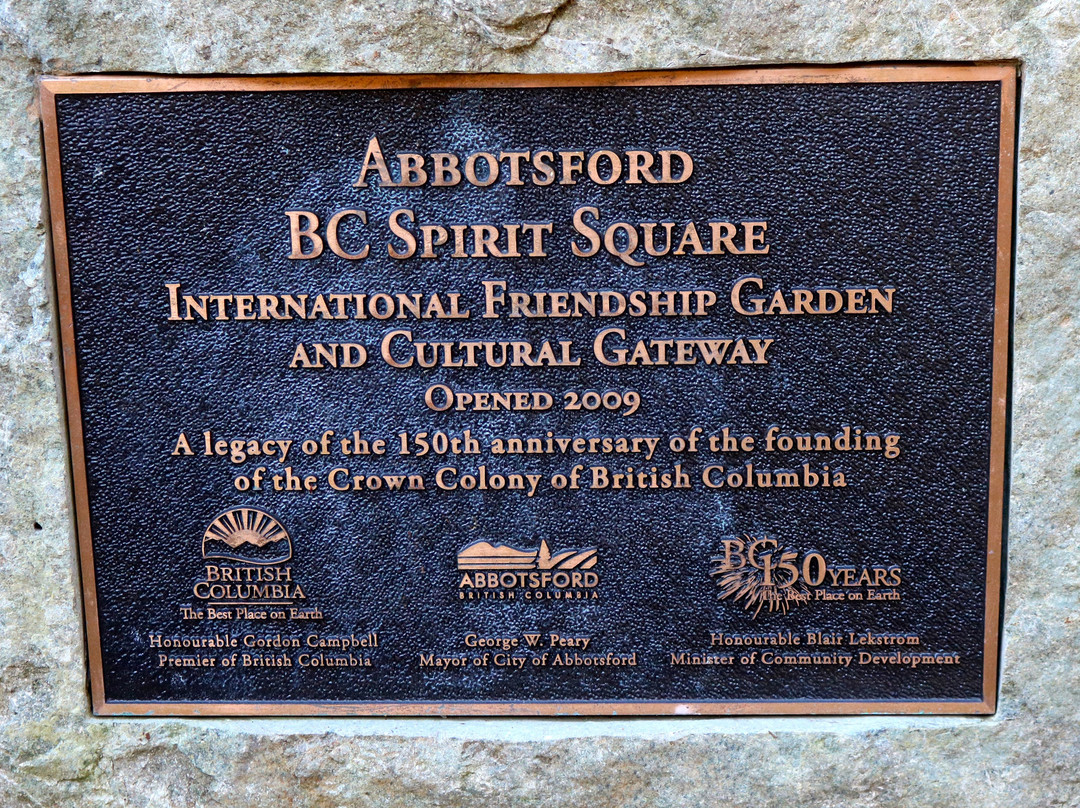 Abbotsford
BC Spirit Square
International Friendship Garden
and Cultural Gateway
Opened 2009
A legacy of the 150th anniversary of the founding
of the Crown Colony of British Columbia
British
Columbia
The Best Place on Earth
Honourable Gordon Campbell
Premier of British Columbia
ABBOTSFORD
BRITISH COLUMBIA
George W. Peary
Mayor of City of Abbotsford
BC
150 YEARS
The Best Place on Earth
Honourable Blair Lekstrom
Minister of Community Development